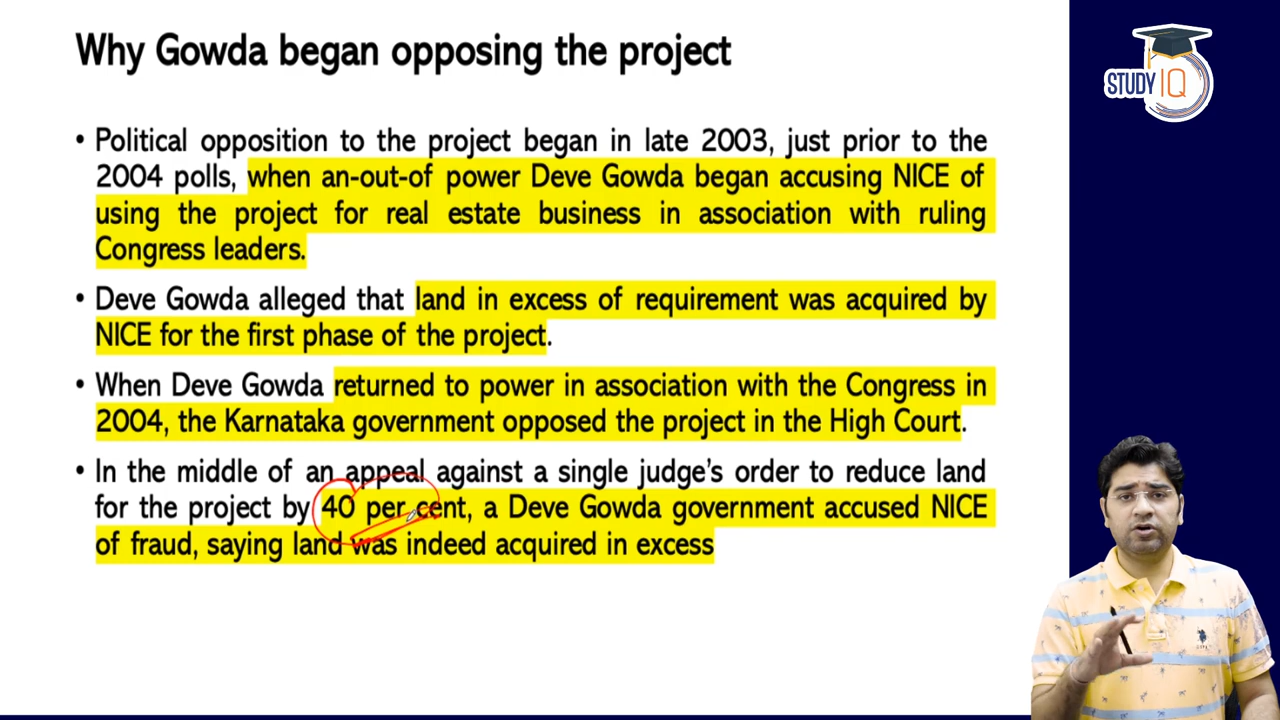 Why Gowda began opposing the project
STUDY IQ
• Political opposition to the project began in late 2003, just prior to the
2004 polls, when an-out-of power Deve Gowda began accusing NICE of
using the project for real estate business in association with ruling
Congress leaders.
• Deve Gowda alleged that land in excess of requirement was acquired by
NICE for the first phase of the project.
• When Deve Gowda returned to power in association with the Congress in
2004, the Karnataka government opposed the project in the High Court.
• In the middle of an appeal against a single judge's order to reduce land
for the project by 40 per cent, a Deve Gowda government accused NICE
of fraud, saying land was indeed acquired in excess